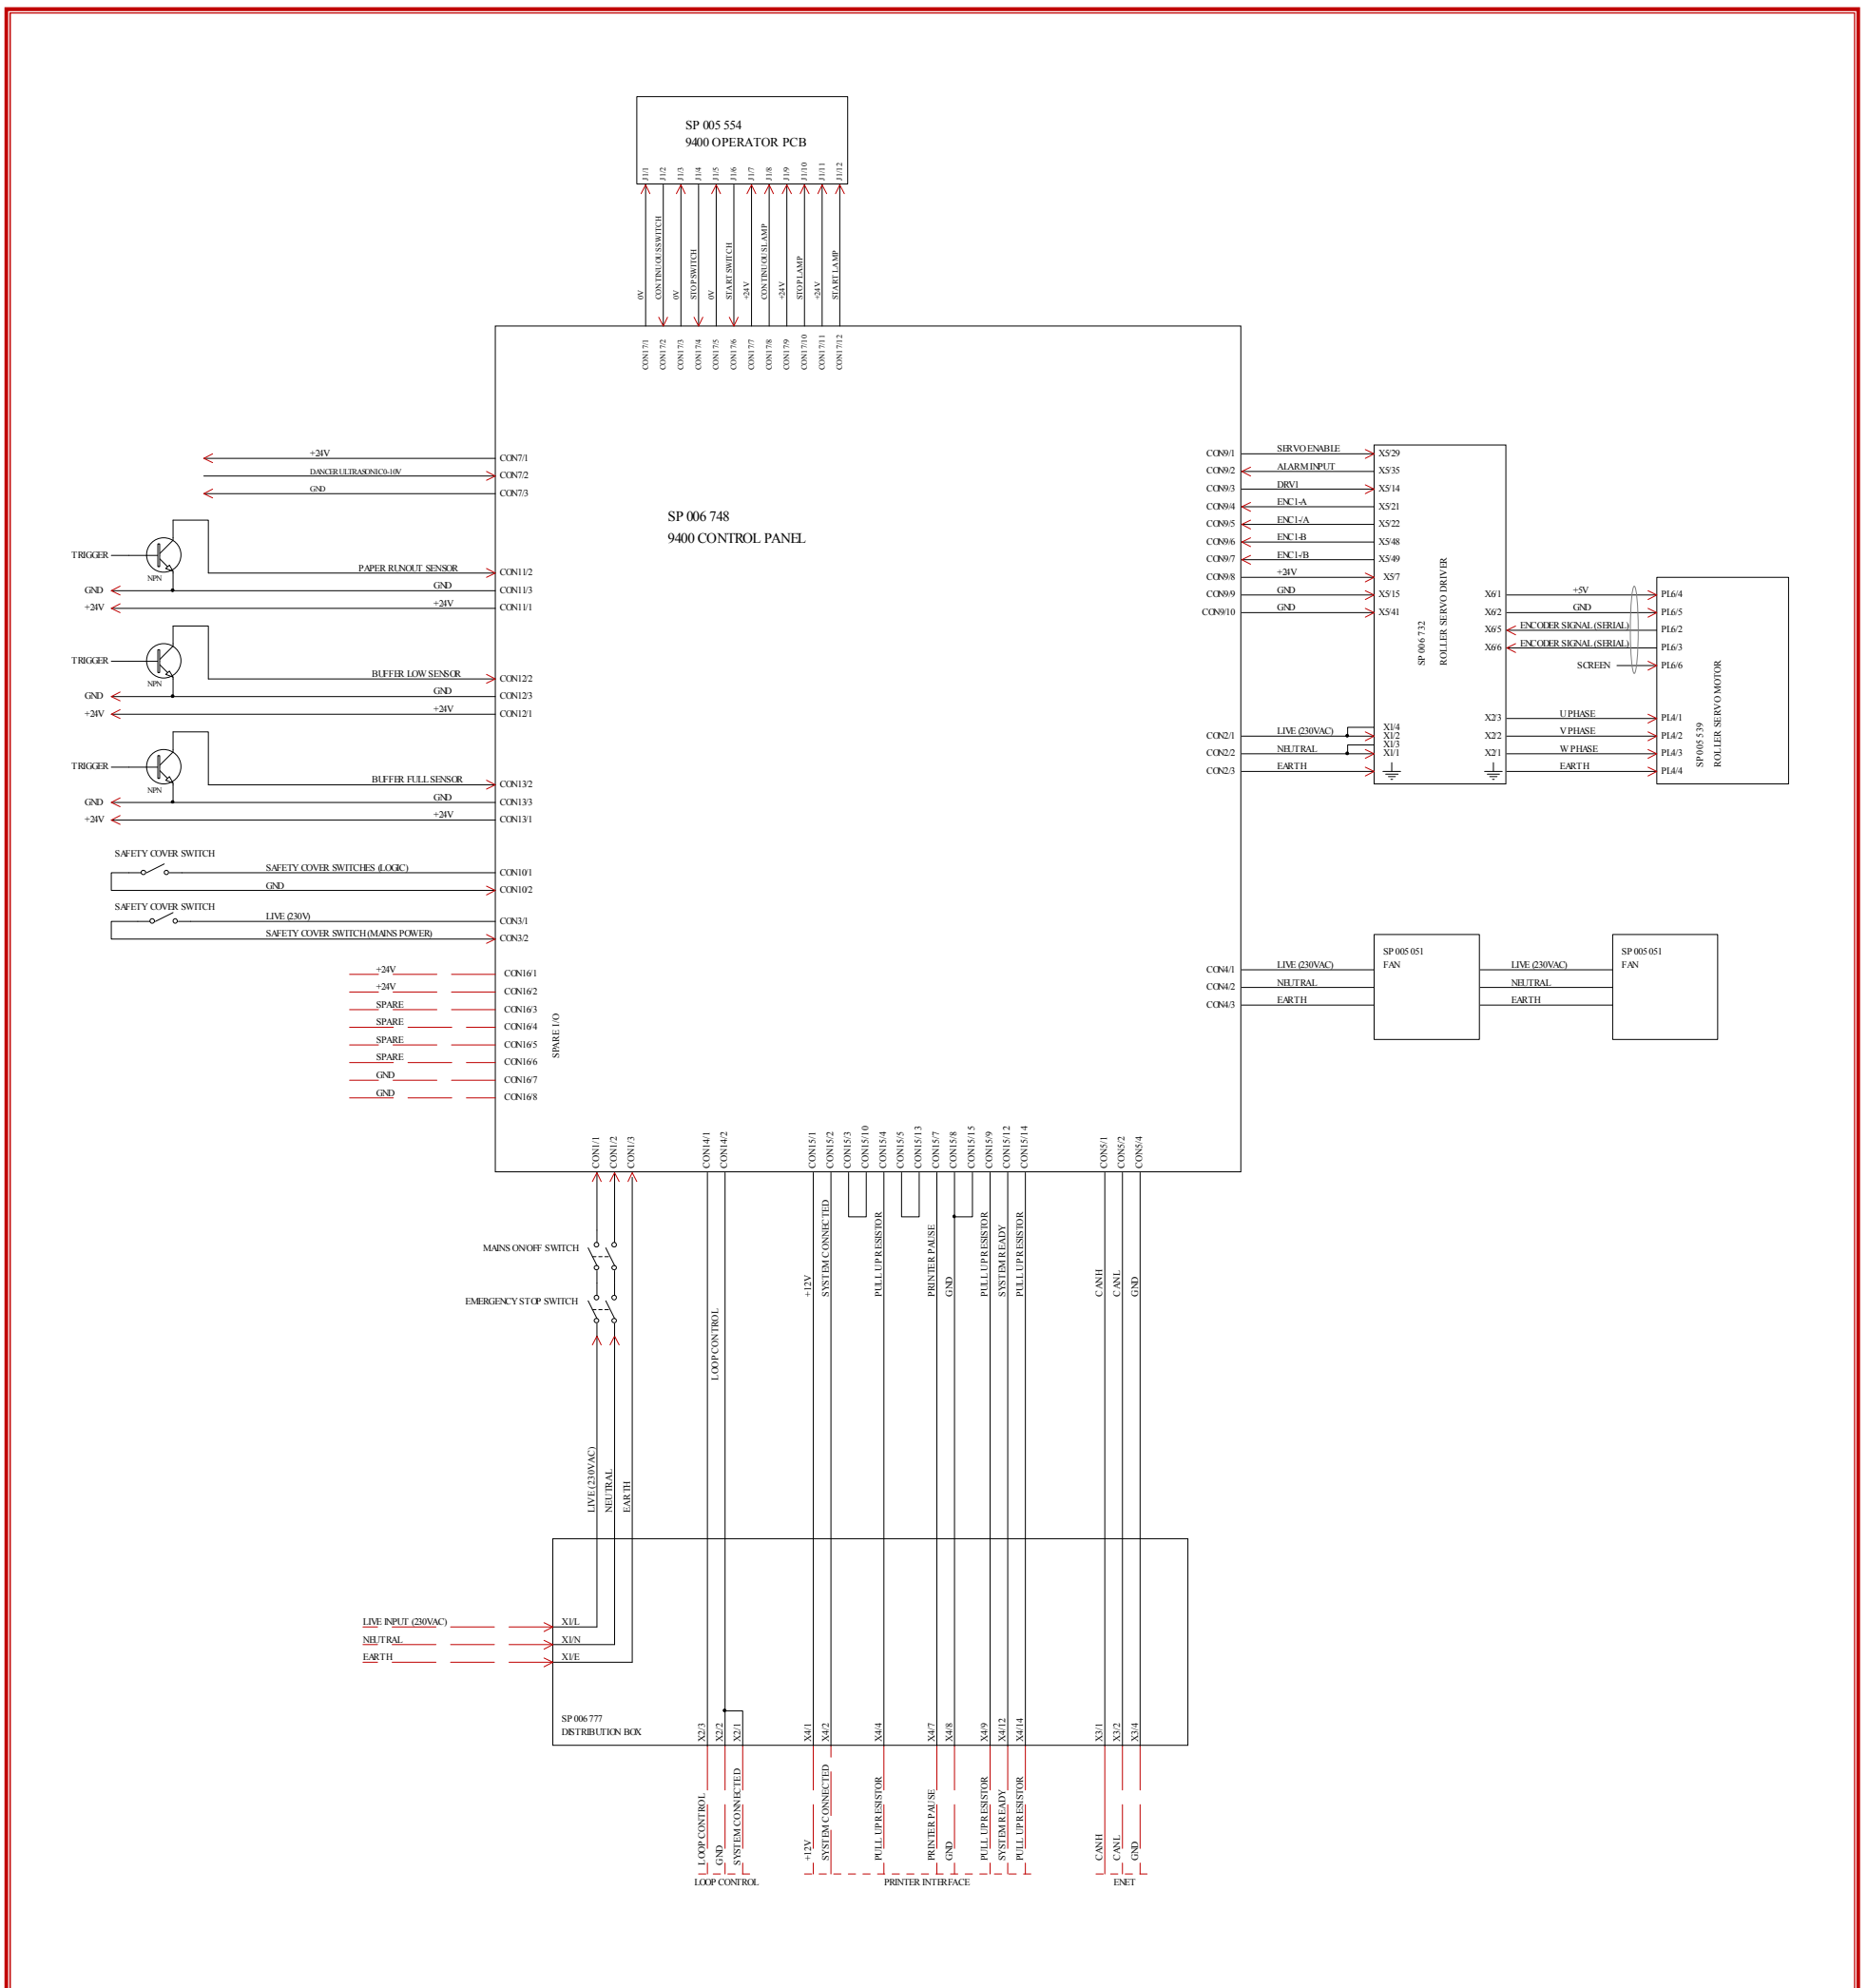 SP 005 554
9400 OPERATOR PCB
J1/1
J1/2
J1/3
J1/4
J1/5
J1/6
J1/7
J1/8
J1/9
J1/10
J1/11
J1/12
0V
CONTINUOUS SWITCH
0V
STOP SWITCH
0V
START SWITCH
+24V
CONTINUOUS LAMP
+24V
STOP LAMP
+24V
START LAMP
CON17/1
CON17/2
CON17/3
CON17/4
CON17/5
CON17/6
CON17/7
CON17/8
CON17/9
CON17/10
CON17/11
CON17/12
SP 006 748
9400 CONTROL PANEL
+24V CON7/1
DANCER ULTRASONIC 0-10V CON7/2
GND CON7/3
TRIGGER
NPN
PAPER RUNOUT SENSOR CON11/2
GND GND CON11/3
+24V +24V CON11/1
TRIGGER
NPN
BUFFER LOW SENSOR CON12/2
GND GND CON12/3
+24V +24V CON12/1
TRIGGER
NPN
BUFFER FULL SENSOR CON13/2
GND GND CON13/3
+24V +24V CON13/1
SAFETY COVER SWITCH
SAFETY COVER SWITCHES (LOGIC) CON10/1
GND CON10/2
SAFETY COVER SWITCH
LIVE (230V) CON3/1
SAFETY COVER SWITCH (MAINS POWER) CON3/2
+24V CON16/1
+24V CON16/2
SPARE CON16/3
SPARE CON16/4
SPARE CON16/5
SPARE CON16/6
GND CON16/7
GND CON16/8
SPARE I/O
CON9/1 SERVO ENABLE X5/29
CON9/2 ALARM INPUT X5/35
CON9/3 DRV1 X5/14
CON9/4 ENC1-A X5/21
CON9/5 ENC1-/A X5/22
CON9/6 ENC1-B X5/48
CON9/7 ENC1-/B X5/49
CON9/8 +24V X5/7
CON9/9 GND X5/15
CON9/10 GND X5/41
SP 006 732
ROLLER SERVO DRIVER
X6/1 +5V PL6/4
X6/2 GND PL6/5
X6/5 ENCODER SIGNAL (SERIAL) PL6/2
X6/6 ENCODER SIGNAL (SERIAL) PL6/3
SCREEN PL6/6
SP 005 539
ROLLER SERVO MOTOR
X1/4
CON2/1 LIVE (230VAC) X1/2
X1/3
CON2/2 NEUTRAL X1/1
CON2/3 EARTH
X2/3 U PHASE PL4/1
X2/2 V PHASE PL4/2
X2/1 W PHASE PL4/3
EARTH PL4/4
CON4/1 LIVE (230VAC)
CON4/2 NEUTRAL
CON4/3 EARTH
SP 005 051
FAN
LIVE (230VAC)
NEUTRAL
EARTH
SP 005 051
FAN
CON1/1
CON1/2
CON1/3
CON14/1
CON14/2
CON15/1
CON15/2
CON15/3
CON15/10
CON15/4
CON15/5
CON15/13
CON15/7
CON15/8
CON15/15
CON15/9
CON15/12
CON15/14
CON5/1
CON5/2
CON5/4
MAINS ON/OFF SWITCH
EMERGENCY STOP SWITCH
LIVE (230VAC)
NEUTRAL
EARTH
LOOP CONTROL
+12V
SYSTEM CONNECTED
PULL UP RESISTOR
PRINTER PAUSE
GND
PULL UP RESISTOR
SYSTEM READY
PULL UP RESISTOR
CANH
CANL
GND
LIVE INPUT (230VAC) X1/L
NEUTRAL X1/N
EARTH X1/E
SP 006 777
DISTRIBUTION BOX
X2/3
X2/2
X2/1
X4/1
X4/2
X4/4
X4/7
X4/8
X4/9
X4/12
X4/14
X3/1
X3/2
X3/4
LOOP CONTROL
GND
SYSTEM CONNECTED
+12V
SYSTEM CONNECTED
PULL UP RESISTOR
PRINTER PAUSE
GND
PULL UP RESISTOR
SYSTEM READY
PULL UP RESISTOR
CANH
CANL
GND
LOOP CONTROL
PRINTER INTERFACE
ENET